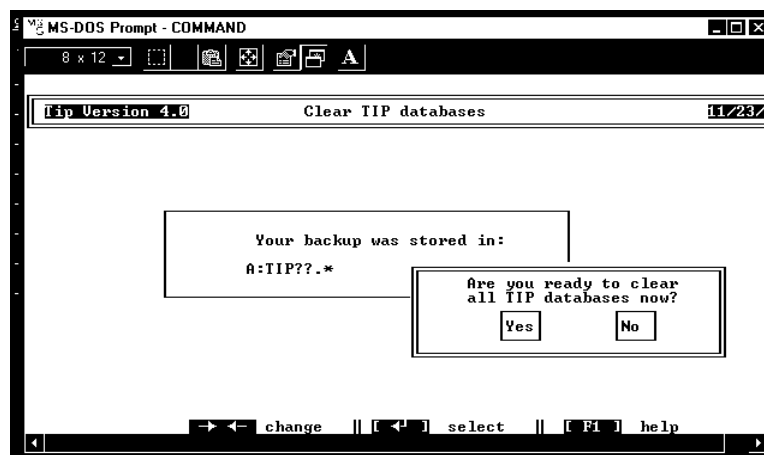 MS-DOS Prompt - COMMAND
8 x 12 A
Tip Version 4.0 Clear TIP databases 11/23/
Your backup was stored in:
A:TIP??.*
Are you ready to clear
all TIP databases now?
Yes No
change || [ ↵ ] select || [ F1 ] help